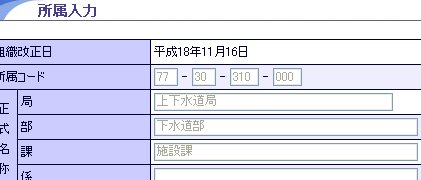 所属入力
組織改正日 平成18年11月16日
所属コード 77 - 30 - 310 - 000
正式名称
局 上下水道局
部 下水道部
課 施設課
係